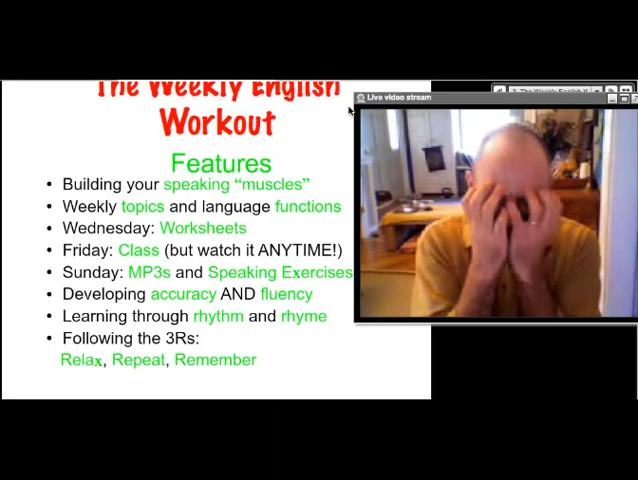 The Weekly English
Workout
Features
• Building your speaking “muscles”
• Weekly topics and language functions
• Wednesday: Worksheets
• Friday: Class (but watch it ANYTIME!)
• Sunday: MP3s and Speaking Exercises
• Developing accuracy AND fluency
• Learning through rhythm and rhyme
• Following the 3Rs:
Relax, Repeat, Remember
Live video stream